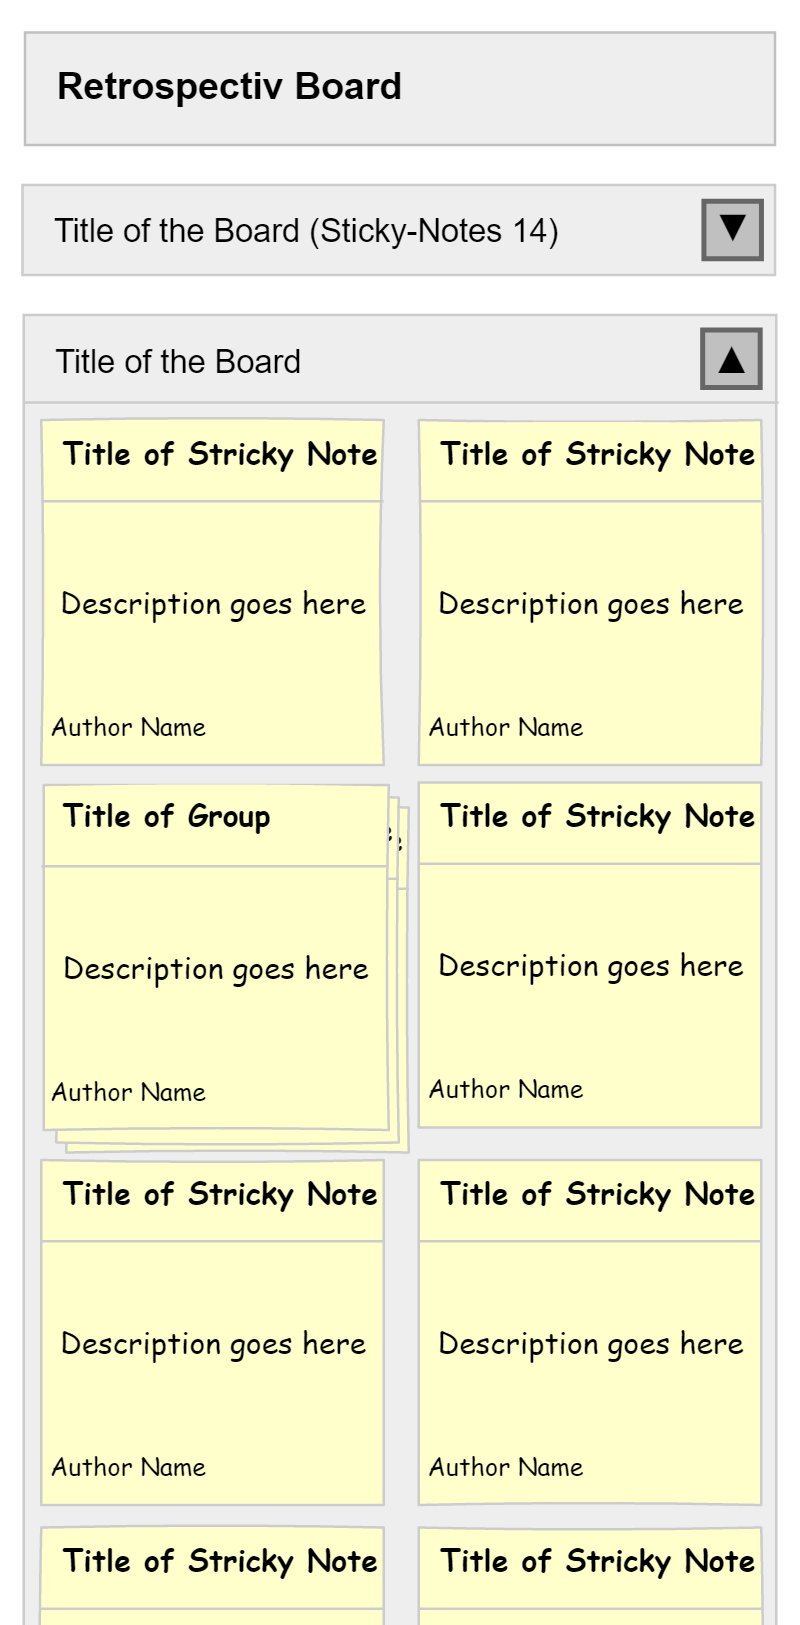 Retrospectiv Board
Title of the Board (Sticky-Notes 14)
▼
Title of the Board
▲
Title of Stricky Note
Description goes here
Author Name
Title of Stricky Note
Description goes here
Author Name
Title of Group
Description goes here
Author Name
Title of Stricky Note
Description goes here
Author Name
Title of Stricky Note
Description goes here
Author Name
Title of Stricky Note
Description goes here
Author Name
Title of Stricky Note
Title of Stricky Note